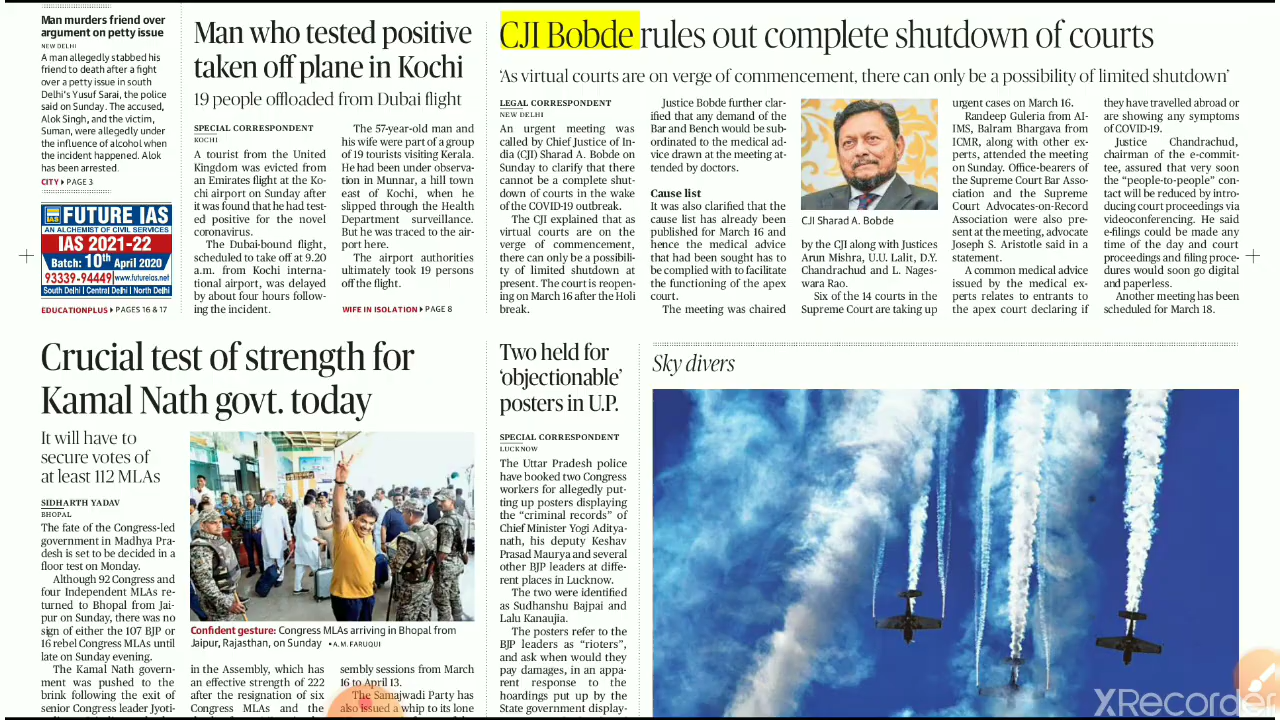 Man murders friend over
argument on petty issue
NEW DELHI
A man allegedly stabbed his
friend to death after a fight
over a petty issue in south
Delhi's Yusuf Sarai, the police
said on Sunday. The accused,
Alok Singh, and the victim,
Suman, were allegedly under
the influence of alcohol when
the incident happened. Alok
has been arrested.
CITY PAGE 3
FUTURE IAS
AN ALCHEMIST OF CIVIL SERVICES
IAS 2021-22
Batch: 10th April 2020
93339-94449 www.futureios.net
South Delhi | Central Delhi | North Delhi
EDUCATIONPLUS PAGES 16 & 17
Man who tested positive
taken off plane in Kochi
19 people offloaded from Dubai flight
SPECIAL CORRESPONDENT
KOCHI
A tourist from the United
Kingdom was evicted from
an Emirates flight at the Ko-
chi airport on Sunday after
it was found that he had test-
ed positive for the novel
coronavirus.
The Dubai-bound flight,
scheduled to take off at 9.20
a.m. from Kochi interna-
tional airport, was delayed
by about four hours follow-
ing the incident.
The 57-year-old man and
his wife were part of a group
of 19 tourists visiting Kerala.
He had been under observa-
tion in Munnar, a hill town
east of Kochi, when he
slipped through the Health
Department surveillance.
But he was traced to the air-
port here.
The airport authorities
ultimately took 19 persons
off the flight.
WIFE IN ISOLATION PAGE 8
CJI Bobde rules out complete shutdown of courts
'As virtual courts are on verge of commencement, there can only be a possibility of limited shutdown'
LEGAL CORRESPONDENT
NEW DELHI
An urgent meeting was
called by Chief Justice of In-
dia (CJI) Sharad A. Bobde on
Sunday to clarify that there
cannot be a complete shut-
down of courts in the wake
of the COVID-19 outbreak.
The CJI explained that as
virtual courts are on the
verge of commencement,
there can only be a possibili-
ty of limited shutdown at
present. The court is reopen-
ing on March 16 after the Holi
break.
Justice Bobde further clar-
ified that any demand of the
Bar and Bench would be sub-
ordinated to the medical ad-
vice drawn at the meeting at-
tended by doctors.
Cause list
It was also clarified that the
cause list has already been
published for March 16 and
hence the medical advice
that had been sought has to
be complied with to facilitate
the functioning of the apex
court.
The meeting was chaired
CJI Sharad A. Bobde
by the CJI along with Justices
Arun Mishra, U.U. Lalit, D.Y.
Chandrachud and L. Nages-
wara Rao.
Six of the 14 courts in the
Supreme Court are taking up
urgent cases on March 16.
Randeep Guleria from AI-
IMS, Balram Bhargava from
ICMR, along with other ex-
perts, attended the meeting
on Sunday. Office-bearers of
the Supreme Court Bar Asso-
ciation and the Supreme
Court Advocates-on-Record
Association were also pre-
sent at the meeting, advocate
Joseph S. Aristotle said in a
statement.
A common medical advice
issued by the medical ex-
perts relates to entrants to
the apex court declaring if
they have travelled abroad or
are showing any symptoms
of COVID-19.
Justice Chandrachud,
chairman of the e-commit-
tee, assured that very soon
the "people-to-people" con-
tact will be reduced by intro-
ducing court proceedings via
videoconferencing. He said
e-filings could be made any
time of the day and court
proceedings and filing proce-
dures would soon go digital
and paperless.
Another meeting has been
scheduled for March 18.
Crucial test of strength for
Kamal Nath govt. today
It will have to
secure votes of
at least 112 MLAs
SIDHARTH YADAV
BHOPAL
The fate of the Congress-led
government in Madhya Pra-
desh is set to be decided in a
floor test on Monday.
Although 92 Congress and
four Independent MLAs re-
turned to Bhopal from Jai-
pur on Sunday, there was no
sign of either the 107 BJP or
16 rebel Congress MLAs until
late on Sunday evening.
The Kamal Nath govern-
ment was pushed to the
brink following the exit of
senior Congress leader Jyoti-
Confident gesture: Congress MLAs arriving in Bhopal from
Jaipur, Rajasthan, on Sunday • A.M. FARUQUI
in the Assembly, which has
an effective strength of 222
after the resignation of six
Congress MLAs and the
sembly sessions from March
16 to April 13.
The Samajwadi Party has
also issued a whip to its lone
Two held for
'objectionable'
posters in U.P.
SPECIAL CORRESPONDENT
LUCKNOW
The Uttar Pradesh police
have booked two Congress
workers for allegedly put-
ting up posters displaying
the "criminal records" of
Chief Minister Yogi Aditya-
nath, his deputy Keshav
Prasad Maurya and several
other BJP leaders at diffe-
rent places in Lucknow.
The two were identified
as Sudhanshu Bajpai and
Lalu Kanaujia.
The posters refer to the
BJP leaders as "rioters",
and ask when would they
pay damages, in an appa-
rent response to the
hoardings put up by the
State government display-
Sky divers
XRecorder